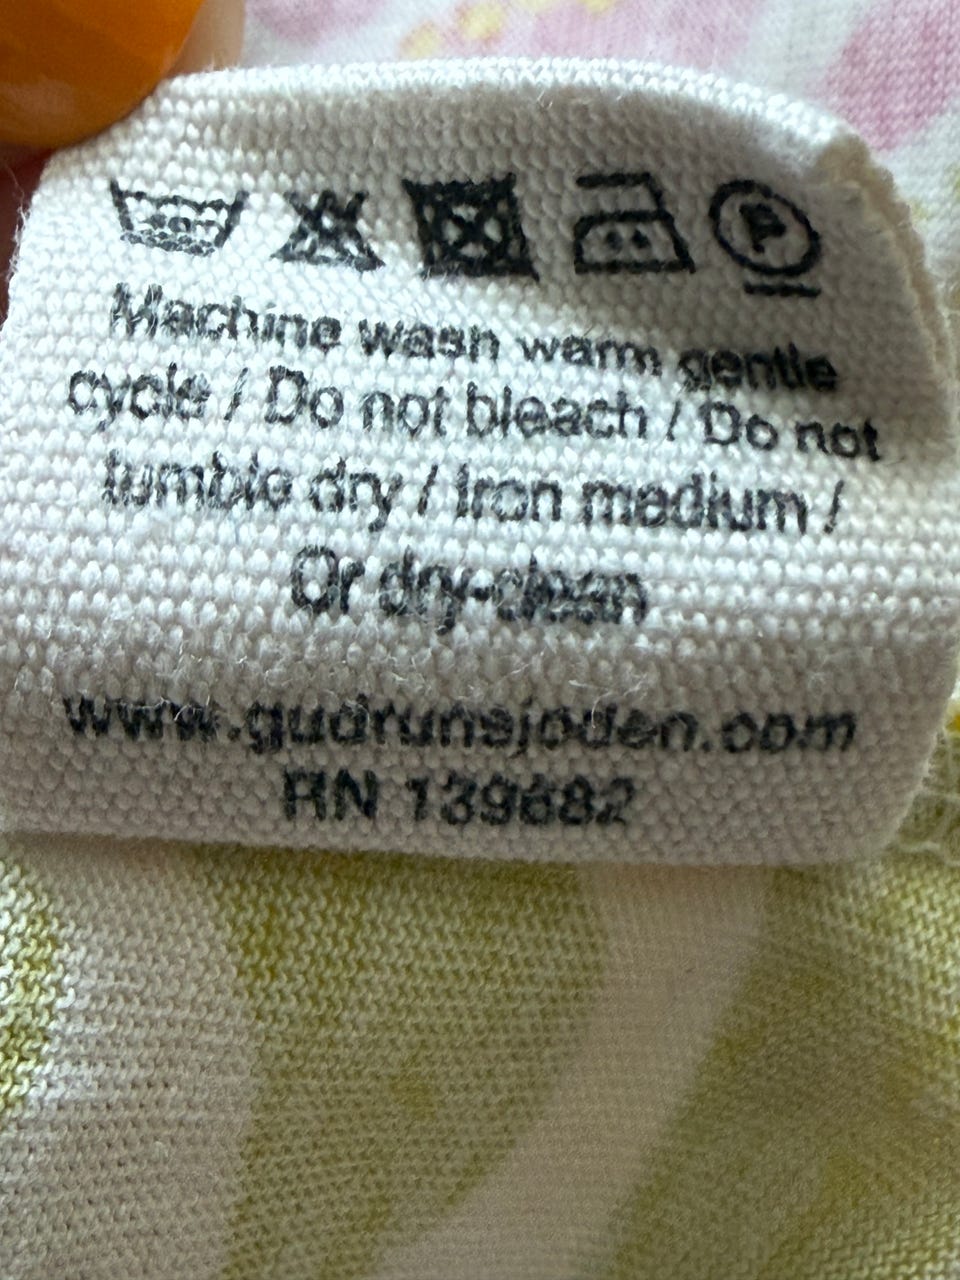 40°
P
Machine wash warm gentle
cycle / Do not bleach / Do not
tumble dry / Iron medium /
Or dry-clean
www.gudrunsjoden.com
RN 139682